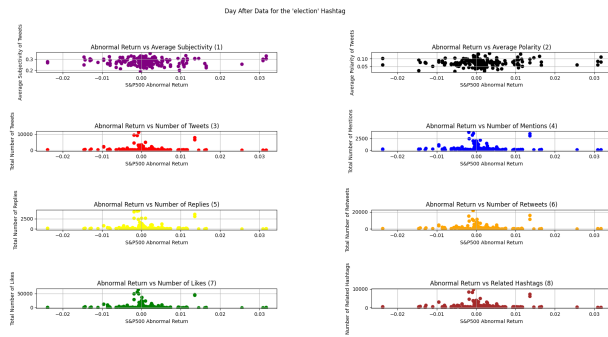 Day After Data for the 'election' Hashtag
Abnormal Return vs Average Subjectivity (1)
Average Subjectivity of Tweets
0.3
0.2
−0.02 −0.01 0.00 0.01 0.02 0.03
S&P500 Abnormal Return
Abnormal Return vs Average Polarity (2)
Average Polarity of Tweets
0.10
0.05
−0.02 −0.01 0.00 0.01 0.02 0.03
S&P500 Abnormal Return
Abnormal Return vs Number of Tweets (3)
Total Number of Tweets
10000
0
−0.02 −0.01 0.00 0.01 0.02 0.03
S&P500 Abnormal Return
Abnormal Return vs Number of Mentions (4)
Total Number of Mentions
2500
0
−0.02 −0.01 0.00 0.01 0.02 0.03
S&P500 Abnormal Return
Abnormal Return vs Number of Replies (5)
Total Number of Replies
2500
0
−0.02 −0.01 0.00 0.01 0.02 0.03
S&P500 Abnormal Return
Abnormal Return vs Number of Retweets (6)
Total Number of Retweets
20000
0
−0.02 −0.01 0.00 0.01 0.02 0.03
S&P500 Abnormal Return
Abnormal Return vs Number of Likes (7)
Total Number of Likes
50000
0
−0.02 −0.01 0.00 0.01 0.02 0.03
S&P500 Abnormal Return
Abnormal Return vs Related Hashtags (8)
Number of Related Hashtags
10000
0
−0.02 −0.01 0.00 0.01 0.02 0.03
S&P500 Abnormal Return